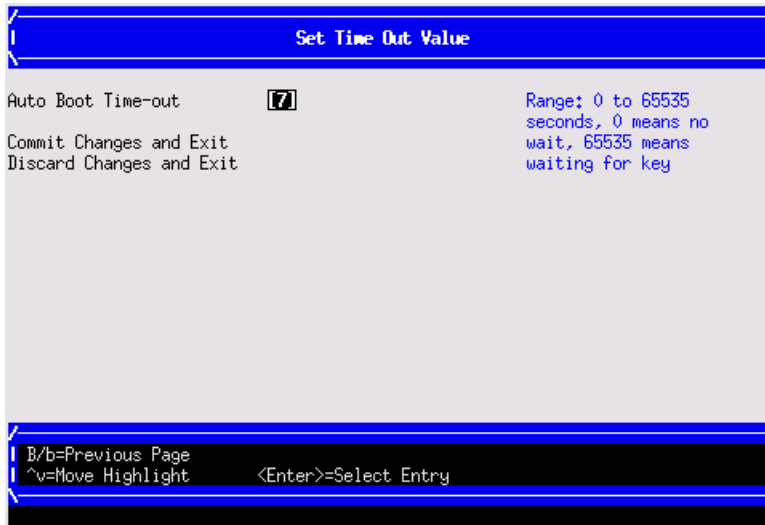 Set Time Out Value
Auto Boot Time-out [7] Range: 0 to 65535
seconds, 0 means no
Commit Changes and Exit wait, 65535 means
Discard Changes and Exit waiting for key
B/b=Previous Page
^v=Move Highlight <Enter>=Select Entry